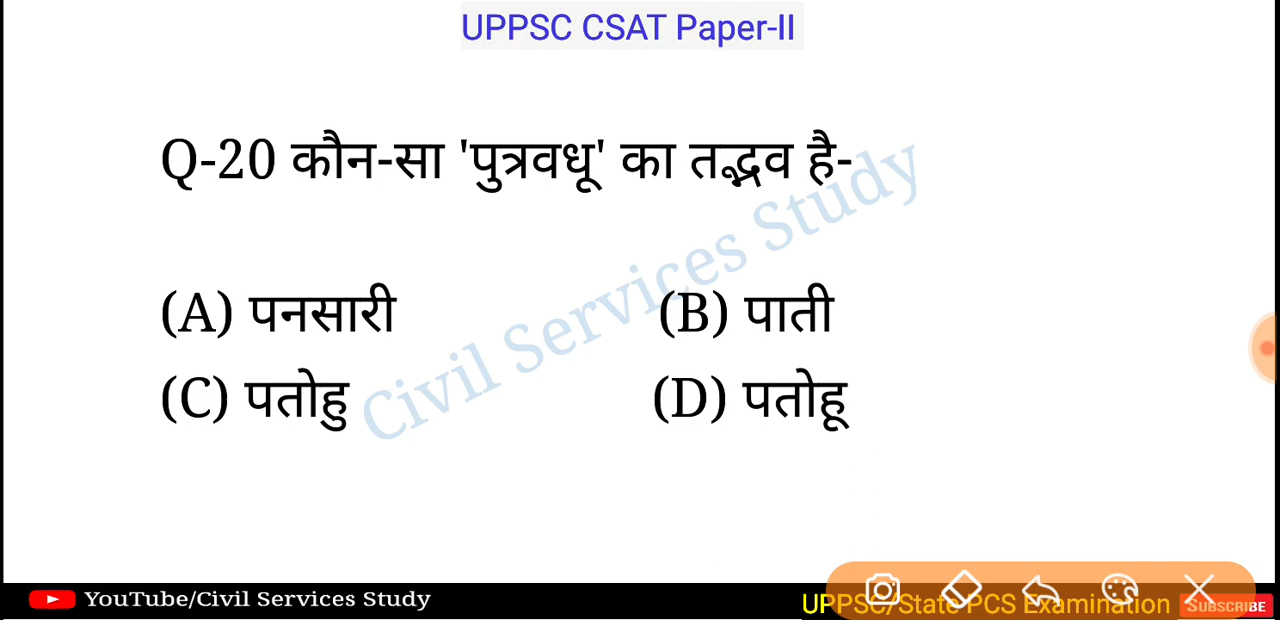 UPPSC CSAT Paper-II
Q-20 कौन-सा 'पुत्रवधू' का तद्भव है-
(A) पनसारी (B) पाती
(C) पतोहु (D) पतोहू
Civil Services Study
YouTube/Civil Services Study
UPPSC/State PCS Examination SUBSCRIBE